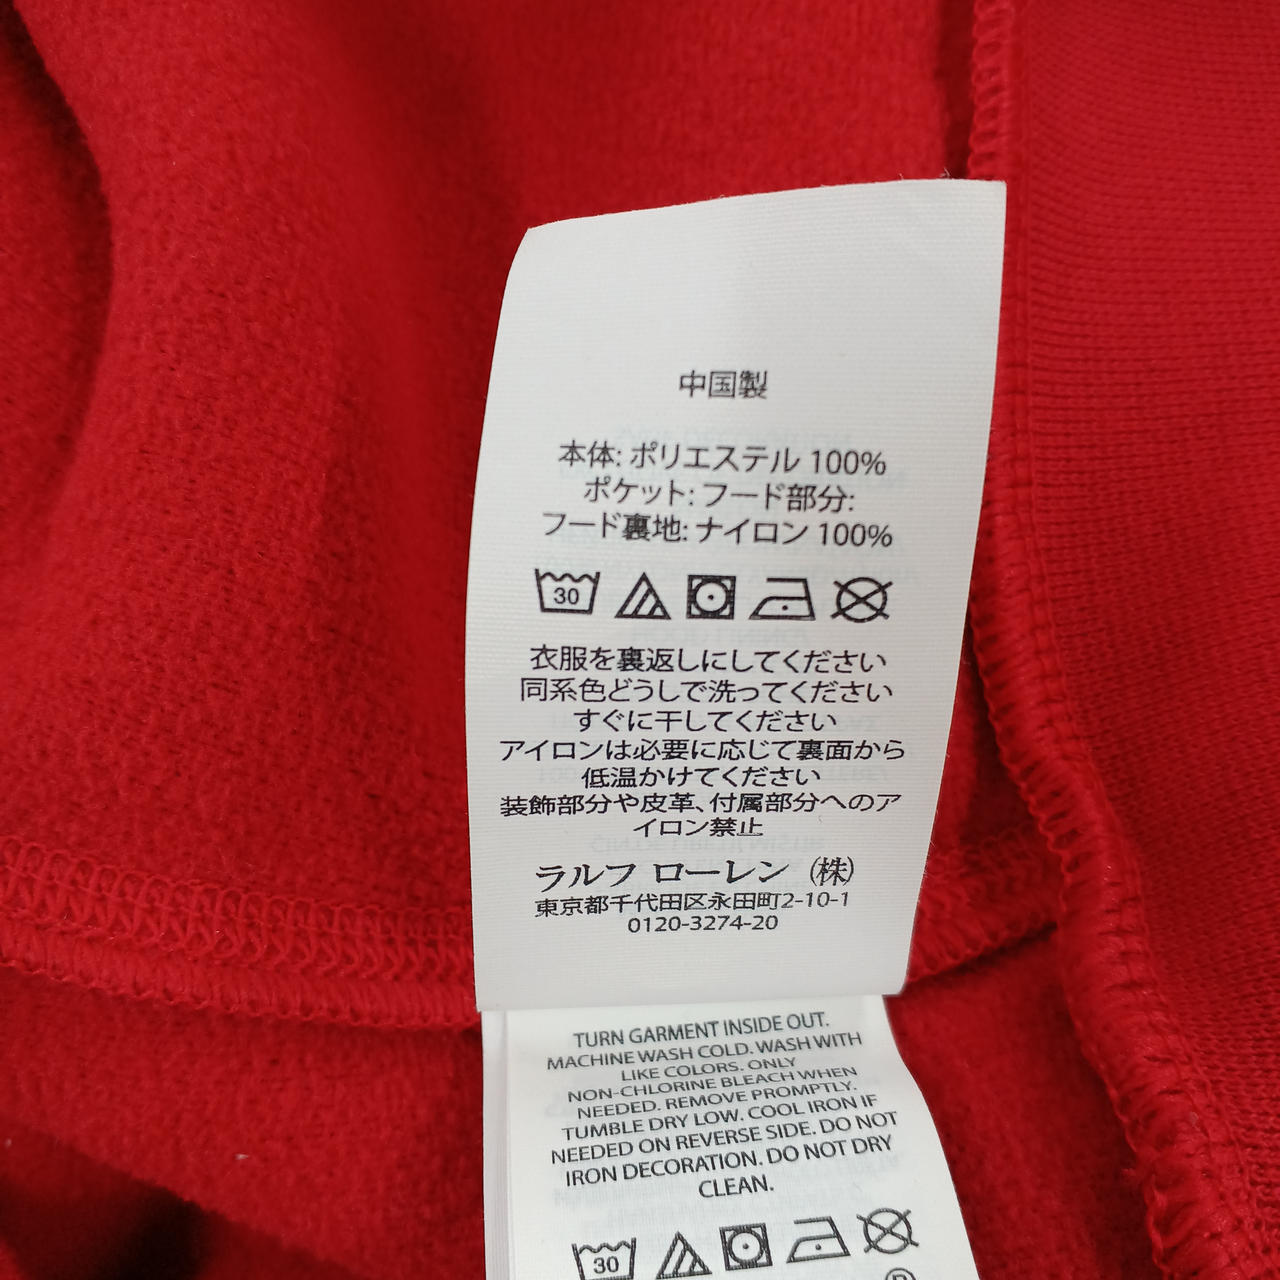 中国製
本体: ポリエステル 100%
ポケット: フード部分:
フード裏地: ナイロン 100%
30
衣服を裏返しにしてください
同系色どうしで洗ってください
すぐに干してください
アイロンは必要に応じて裏面から
低温かけてください
装飾部分や皮革、付属部分へのア
イロン禁止
ラルフ ローレン (株)
東京都千代田区永田町2-10-1
0120-3274-20
TURN GARMENT INSIDE OUT.
MACHINE WASH COLD. WASH WITH
LIKE COLORS. ONLY
NON-CHLORINE BLEACH WHEN
NEEDED. REMOVE PROMPTLY.
TUMBLE DRY LOW. COOL IRON IF
NEEDED ON REVERSE SIDE. DO NOT
IRON DECORATION. DO NOT DRY
CLEAN.
30